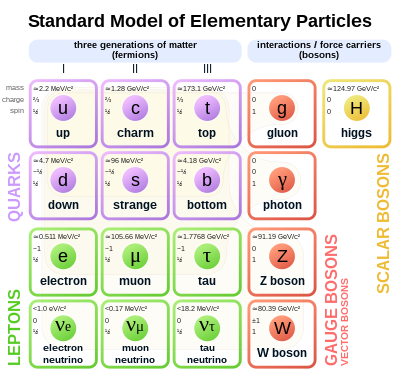 Standard Model of Elementary Particles
three generations of matter
(fermions)
interactions / force carriers
(bosons)
I II III
mass ≃2.2 MeV/c² ≃1.28 GeV/c² ≃173.1 GeV/c² 0 ≃124.97 GeV/c²
charge ⅔ ⅔ ⅔ 0 0
spin ½ ½ ½ 1 0
u c t g H
up charm top gluon higgs
QUARKS
≃4.7 MeV/c² ≃96 MeV/c² ≃4.18 GeV/c² 0
−⅓ −⅓ −⅓ 0
½ ½ ½ 1
d s b γ
down strange bottom photon
SCALAR BOSONS
≃0.511 MeV/c² ≃105.66 MeV/c² ≃1.7768 GeV/c² ≃91.19 GeV/c²
−1 −1 −1 0
½ ½ ½ 1
e μ τ Z
electron muon tau Z boson
LEPTONS
GAUGE BOSONS
VECTOR BOSONS
<1.0 eV/c² <0.17 MeV/c² <18.2 MeV/c² ≃80.39 GeV/c²
0 0 0 ±1
½ ½ ½ 1
νe νμ ντ W
electron
neutrino
muon
neutrino
tau
neutrino
W boson